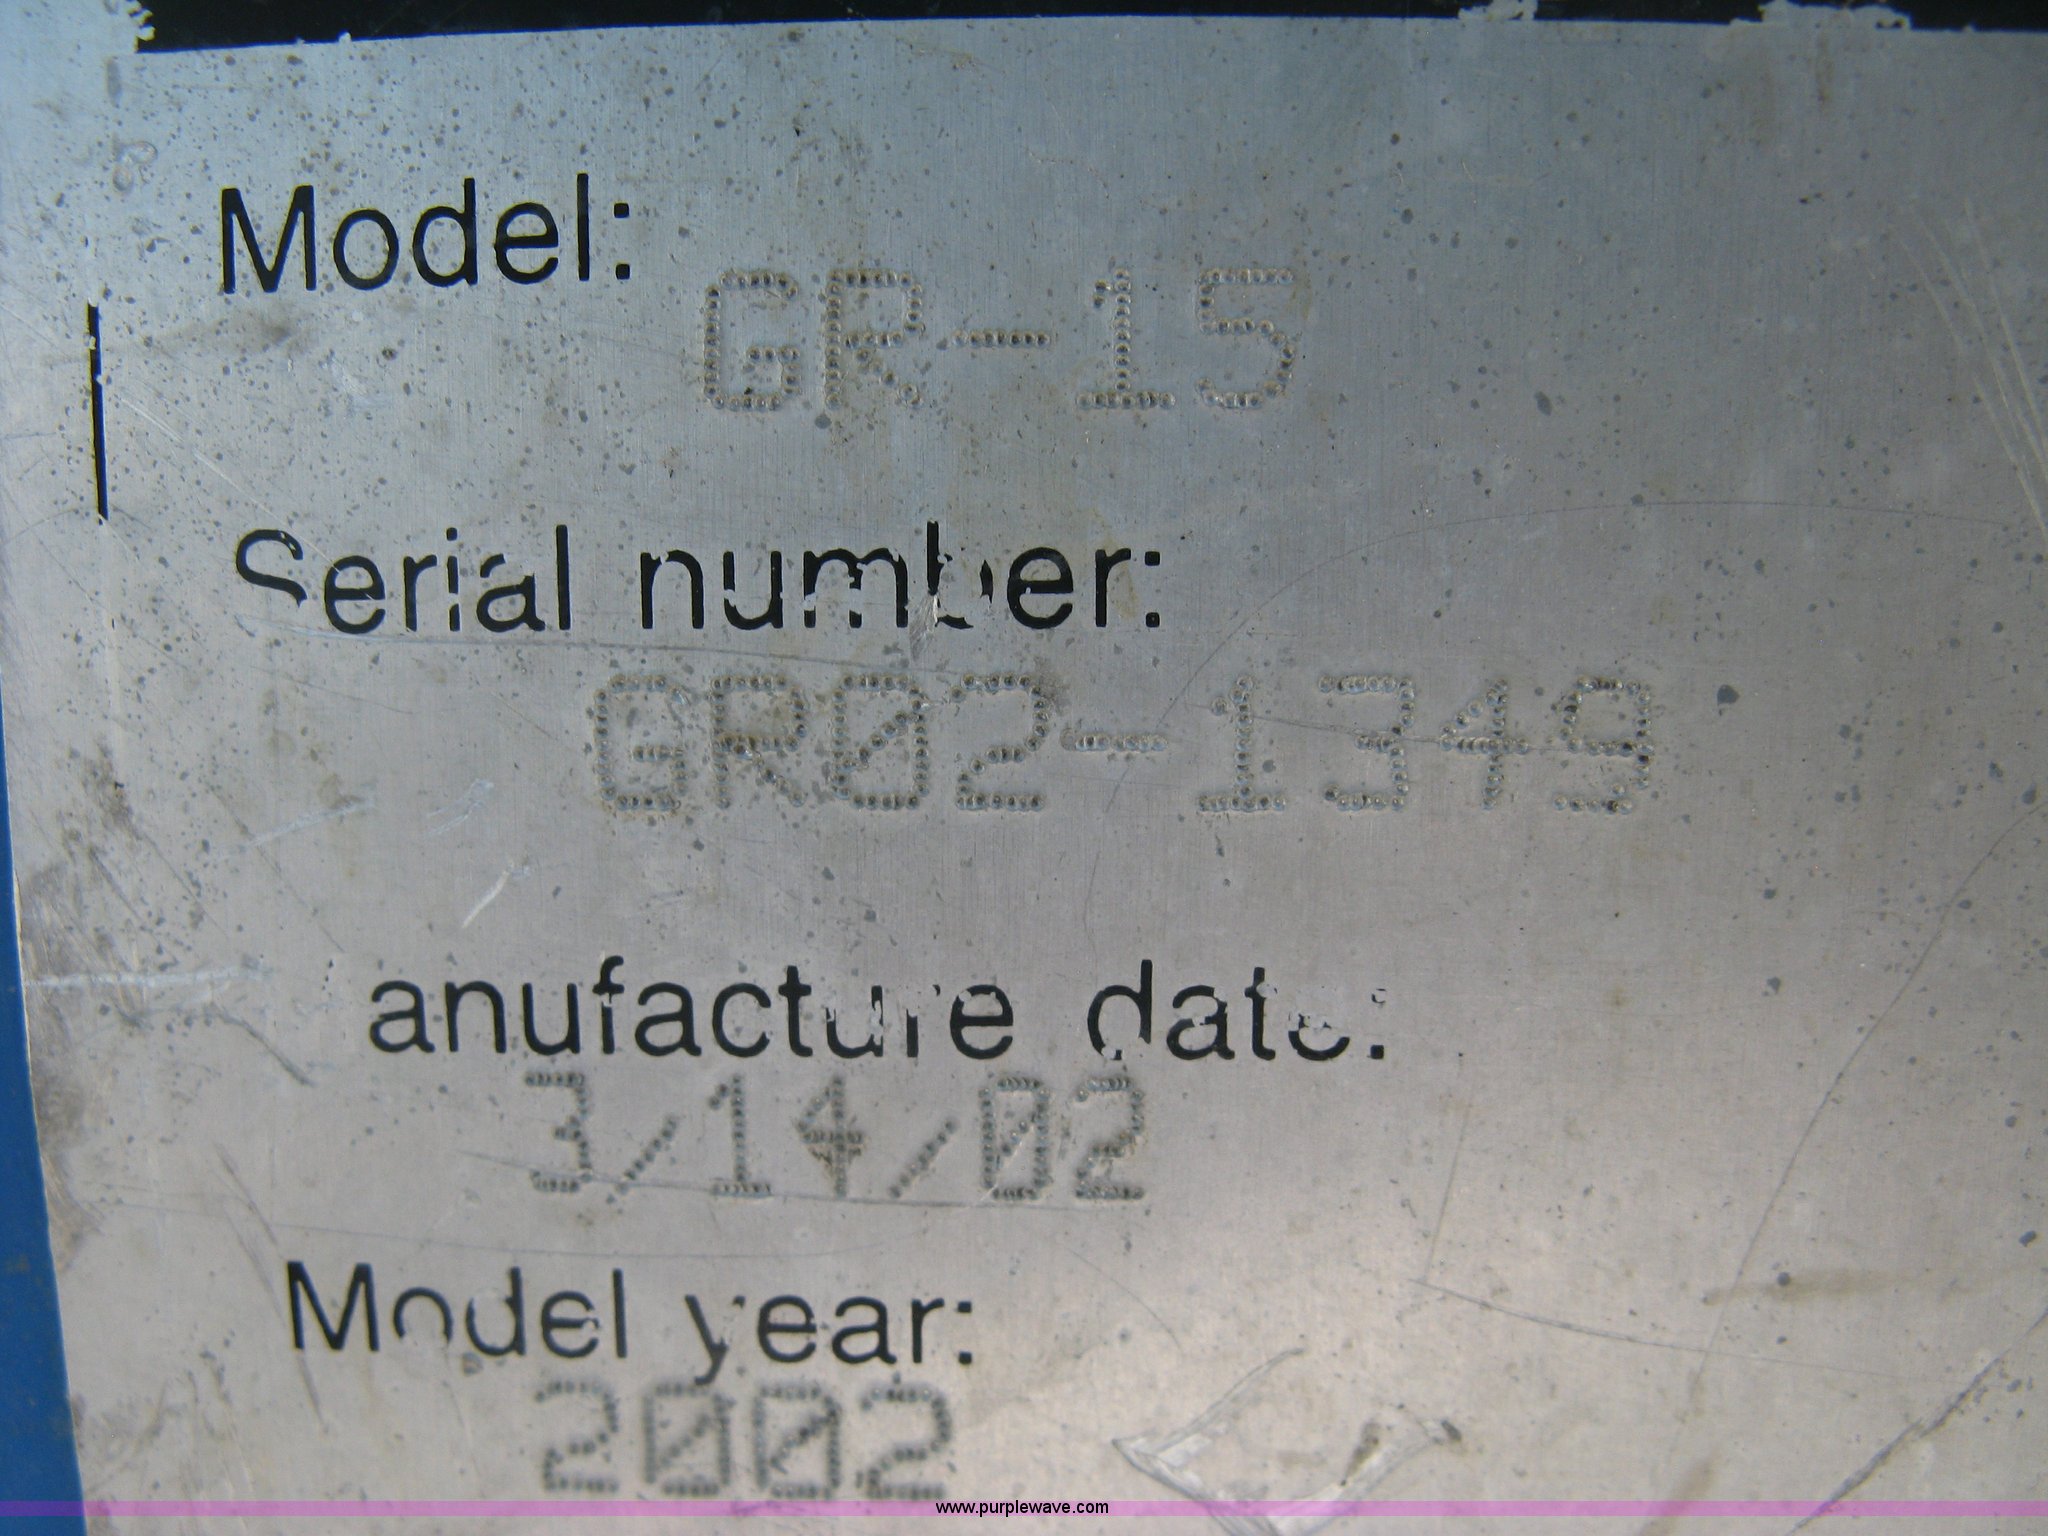 Model:
GR-15
Serial number:
GR02-1349
anufacture date:
3/14/02
Model year:
2002
www.purplewave.com